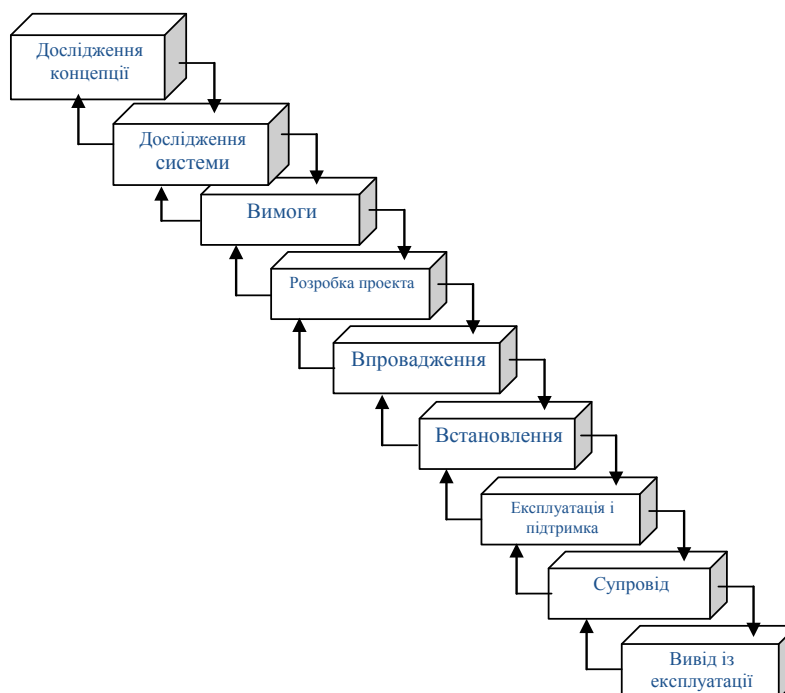 Дослідження
концепції
Дослідження
системи
Вимоги
Розробка проекта
Впровадження
Встановлення
Експлуатація і
підтримка
Супровід
Вивід із
експлуатації